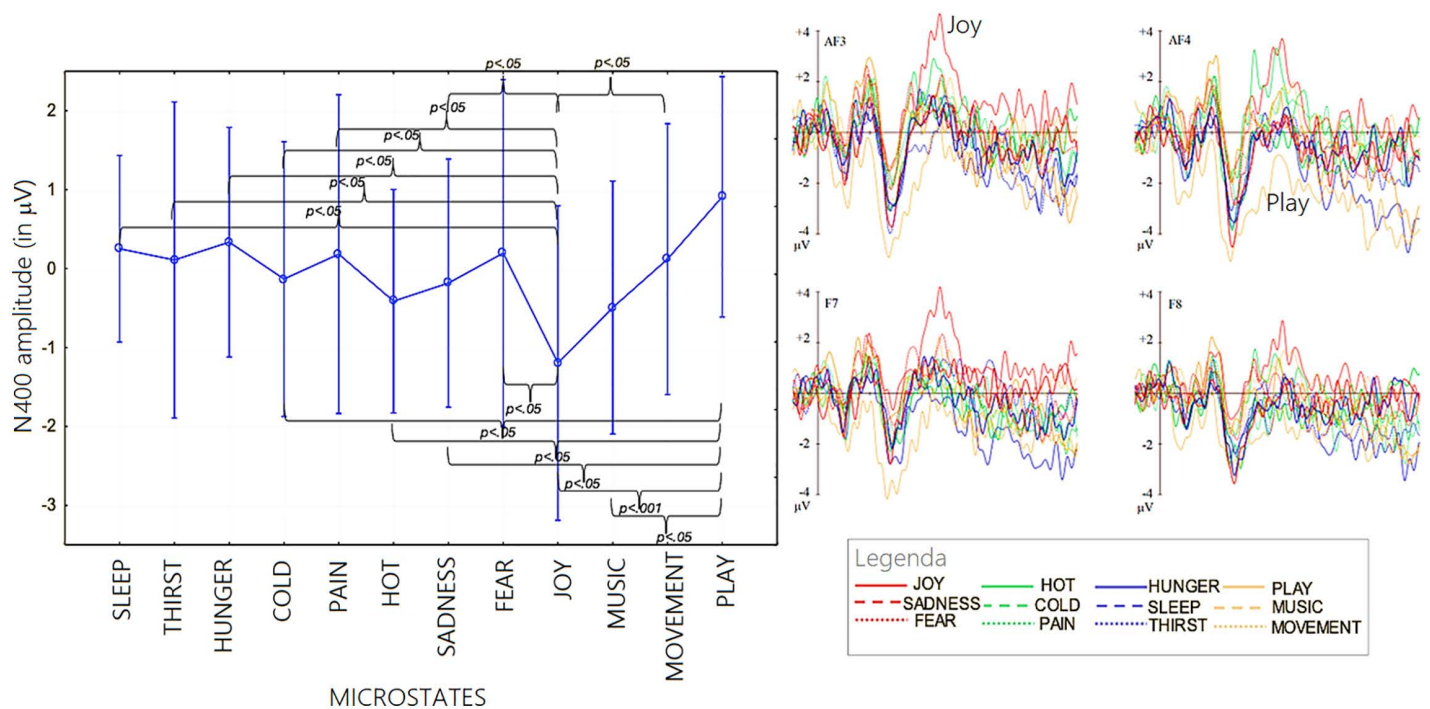 N400 amplitude (in µV)
2
1
0
-1
-2
-3
p<.05
p<.05
p<.05
p<.05
p<.05
p<.05
p<.05
p<.05
p<.05
p<.05
p<.05
p<.001
p<.05
SLEEP
THIRST
HUNGER
COLD
PAIN
HOT
SADNESS
FEAR
JOY
MUSIC
MOVEMENT
PLAY
MICROSTATES
+4
AF3
Joy
+2
-2
-4
µV
+4
AF4
+2
-2
Play
-4
µV
+4
F7
+2
-2
-4
µV
+4
F8
+2
-2
-4
µV
Legenda
JOY HOT HUNGER PLAY
SADNESS COLD SLEEP MUSIC
FEAR PAIN THIRST MOVEMENT